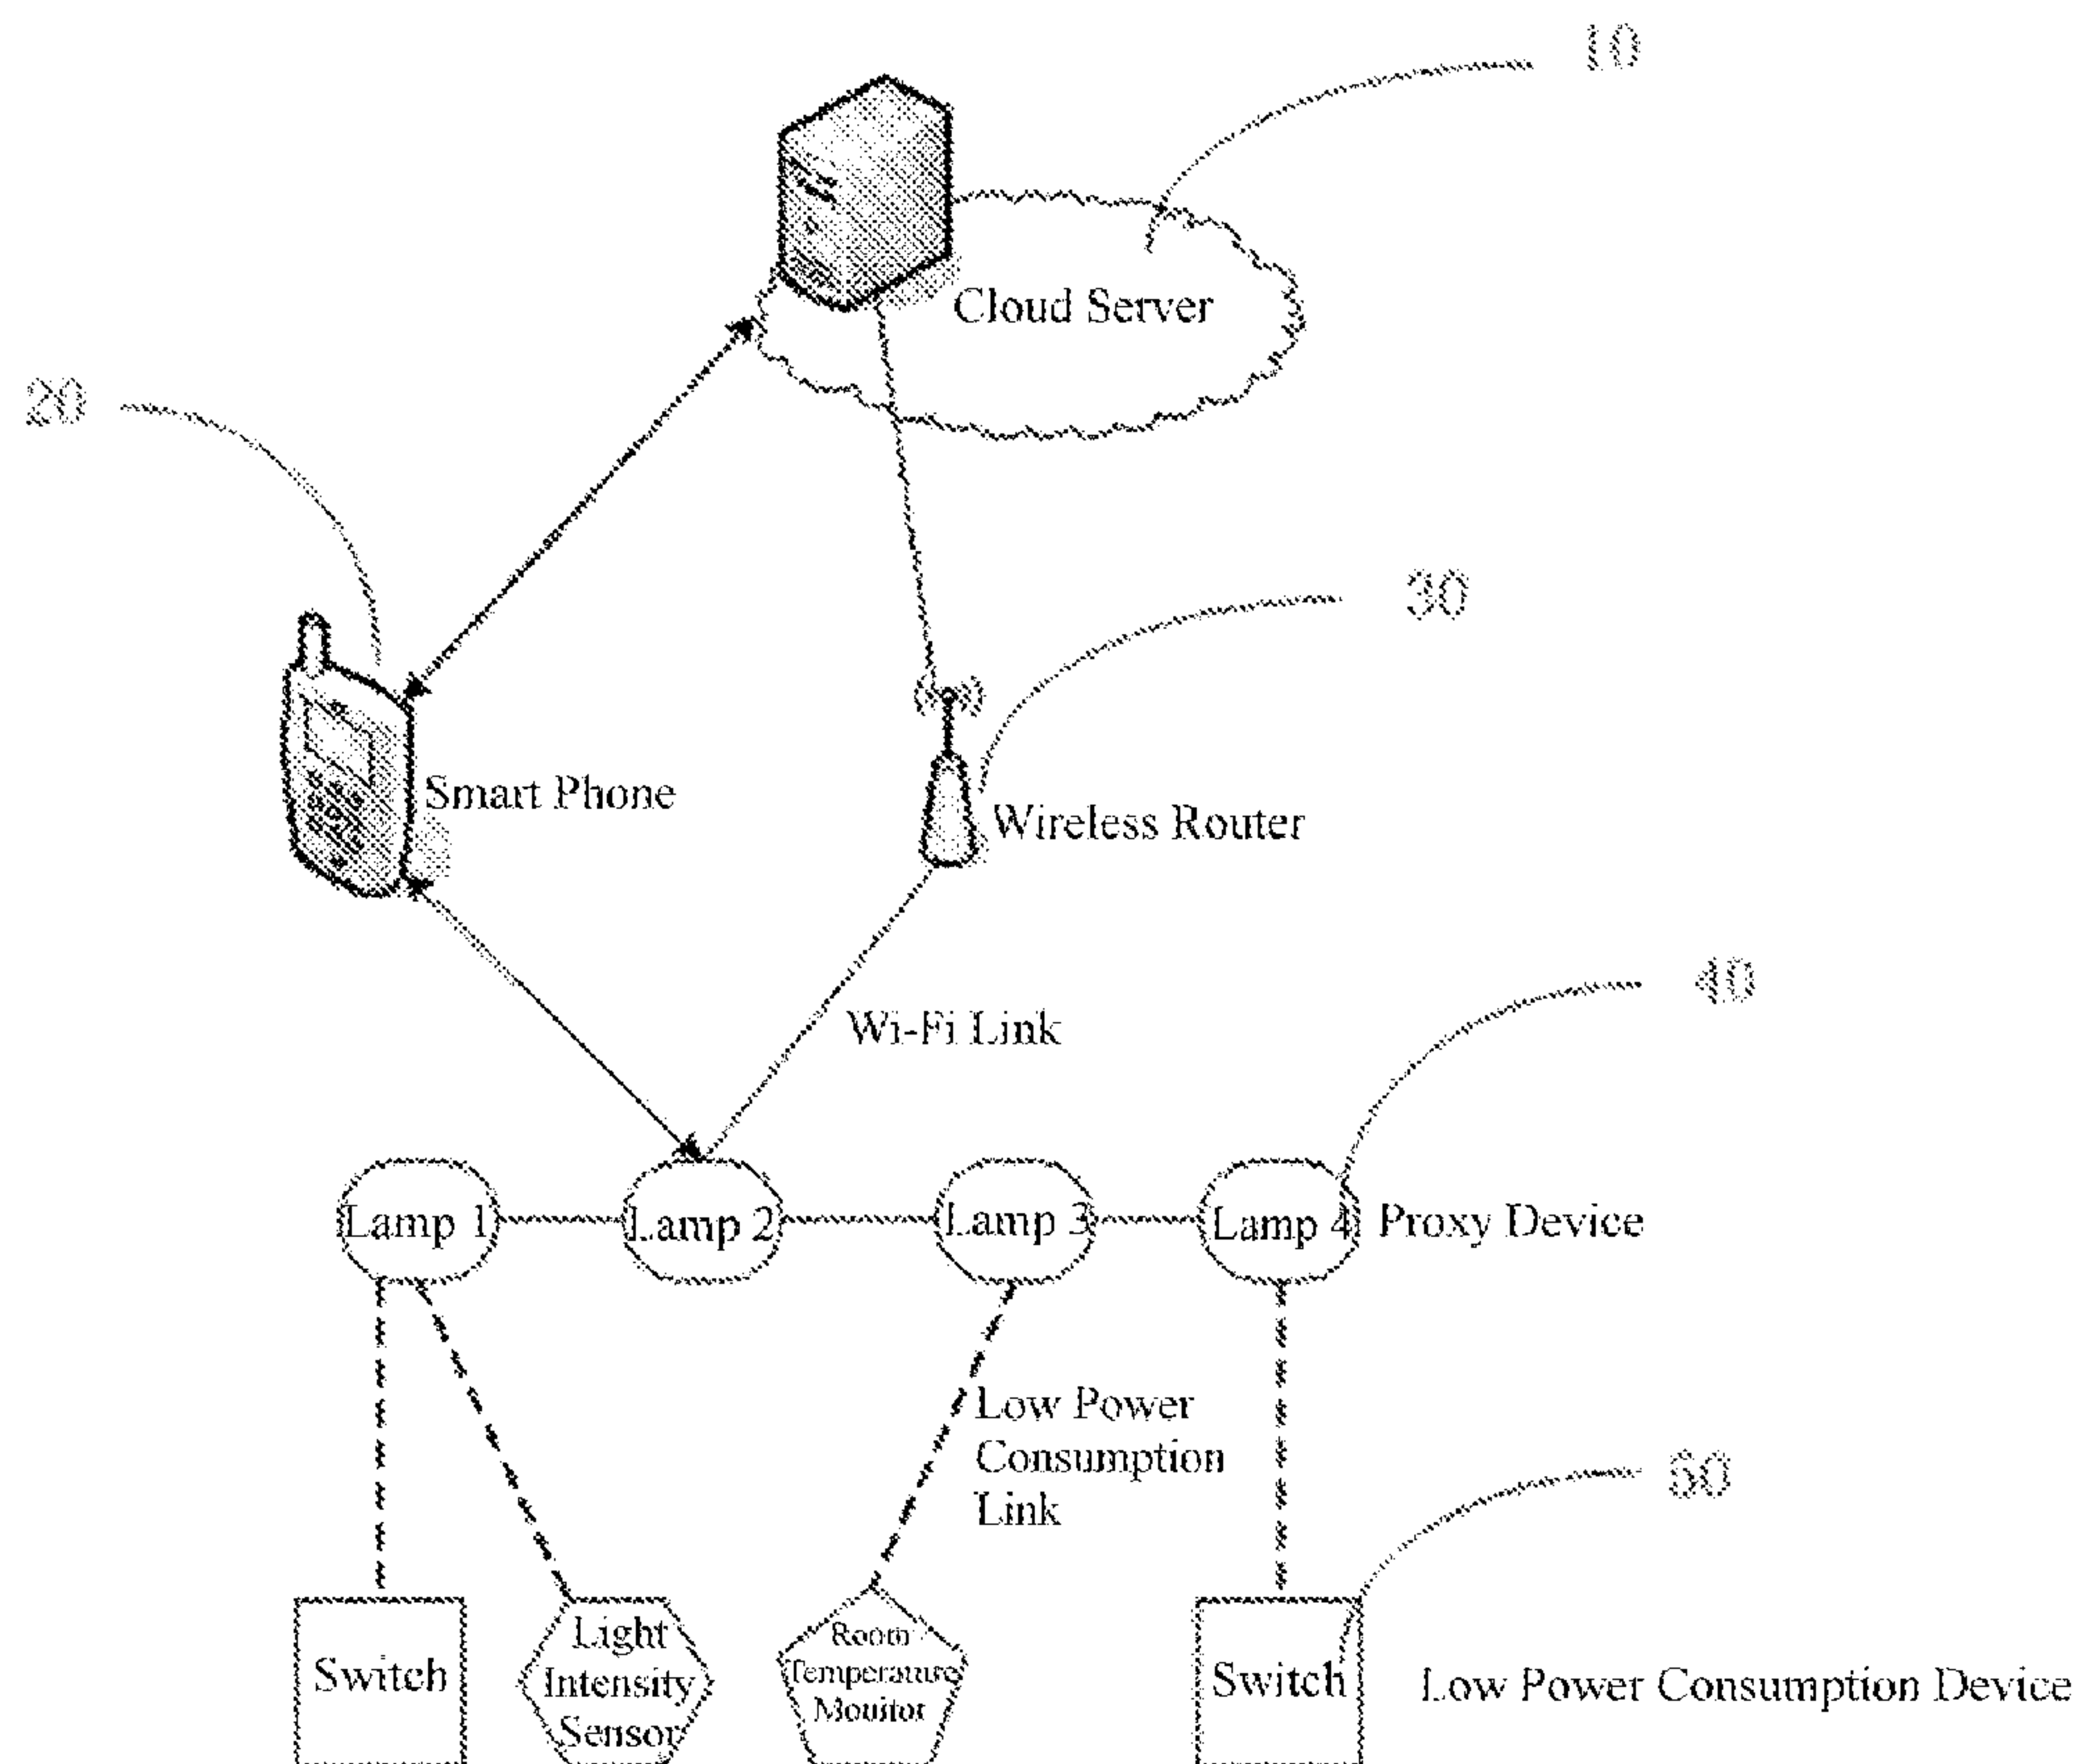 10
Cloud Server
20
30
Smart Phone
Wireless Router
40
Wi-Fi Link
Lamp 1
Lamp 2
Lamp 3
Lamp 4
Proxy Device
Low Power
Consumption
Link
Switch
Light
Intensity
Sensor
Room
Temperature
Monitor
Switch
Low Power Consumption Device